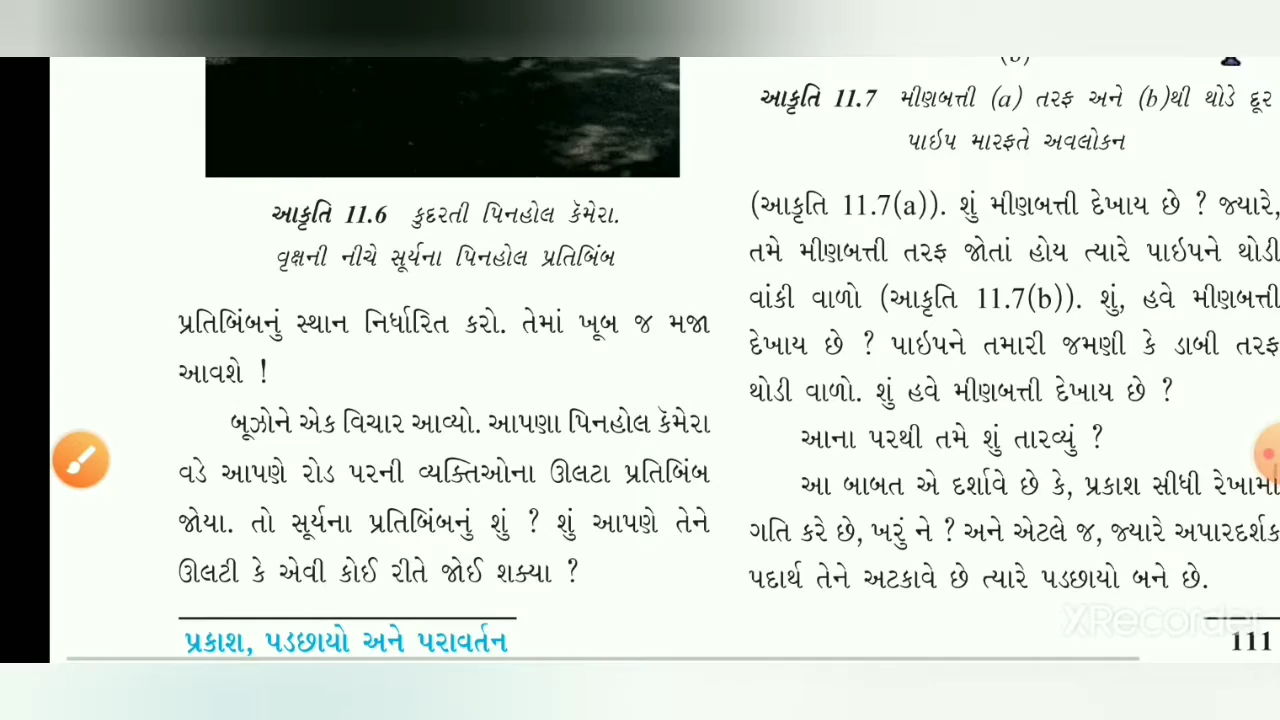 આકૃતિ 11.6 કુદરતી પિનહોલ કૅમેરા.
વૃક્ષની નીચે સૂર્યના પિનહોલ પ્રતિબિંબ
પ્રતિબિંબનું સ્થાન નિર્ધારિત કરો. તેમાં ખૂબ જ મજા
આવશે !
બૂઝોને એક વિચાર આવ્યો. આપણા પિનહોલ કૅમેરા
વડે આપણે રોડ પરની વ્યક્તિઓના ઊલટા પ્રતિબિંબ
જોયા. તો સૂર્યના પ્રતિબિંબનું શું ? શું આપણે તેને
ઊલટી કે એવી કોઈ રીતે જોઈ શક્યા ?
પ્રકાશ, પડછાયો અને પરાવર્તન
(b)
આકૃતિ 11.7 મીણબત્તી (a) તરફ અને (b)થી થોડે દૂર
પાઇપ મારફતે અવલોકન
(આકૃતિ 11.7(a)). શું મીણબત્તી દેખાય છે ? જ્યારે,
તમે મીણબત્તી તરફ જોતાં હોય ત્યારે પાઇપને થોડી
વાંકી વાળો (આકૃતિ 11.7(b)). શું, હવે મીણબત્તી
દેખાય છે ? પાઇપને તમારી જમણી કે ડાબી તરફ
થોડી વાળો. શું હવે મીણબત્તી દેખાય છે ?
આના પરથી તમે શું તારવ્યું ?
આ બાબત એ દર્શાવે છે કે, પ્રકાશ સીધી રેખામાં
ગતિ કરે છે, ખરું ને ? અને એટલે જ, જ્યારે અપારદર્શક
પદાર્થ તેને અટકાવે છે ત્યારે પડછાયો બને છે.
XRecorder
111